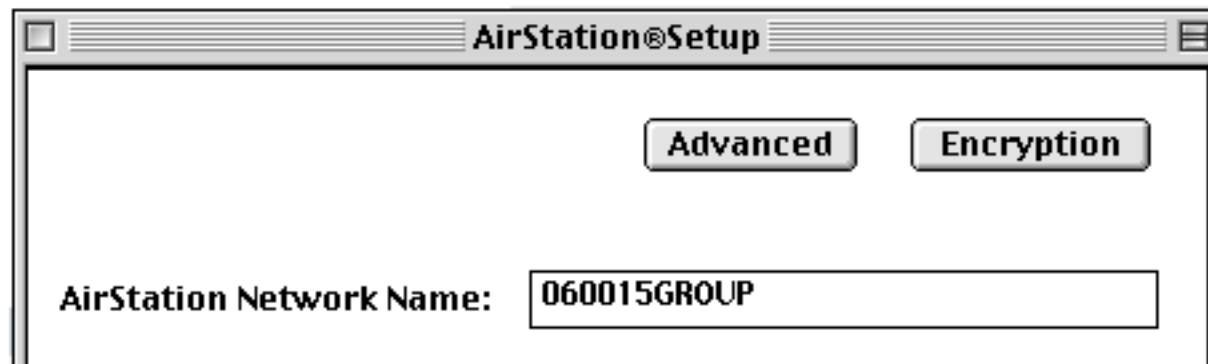 AirStation®Setup
Advanced Encryption
AirStation Network Name: 060015GROUP